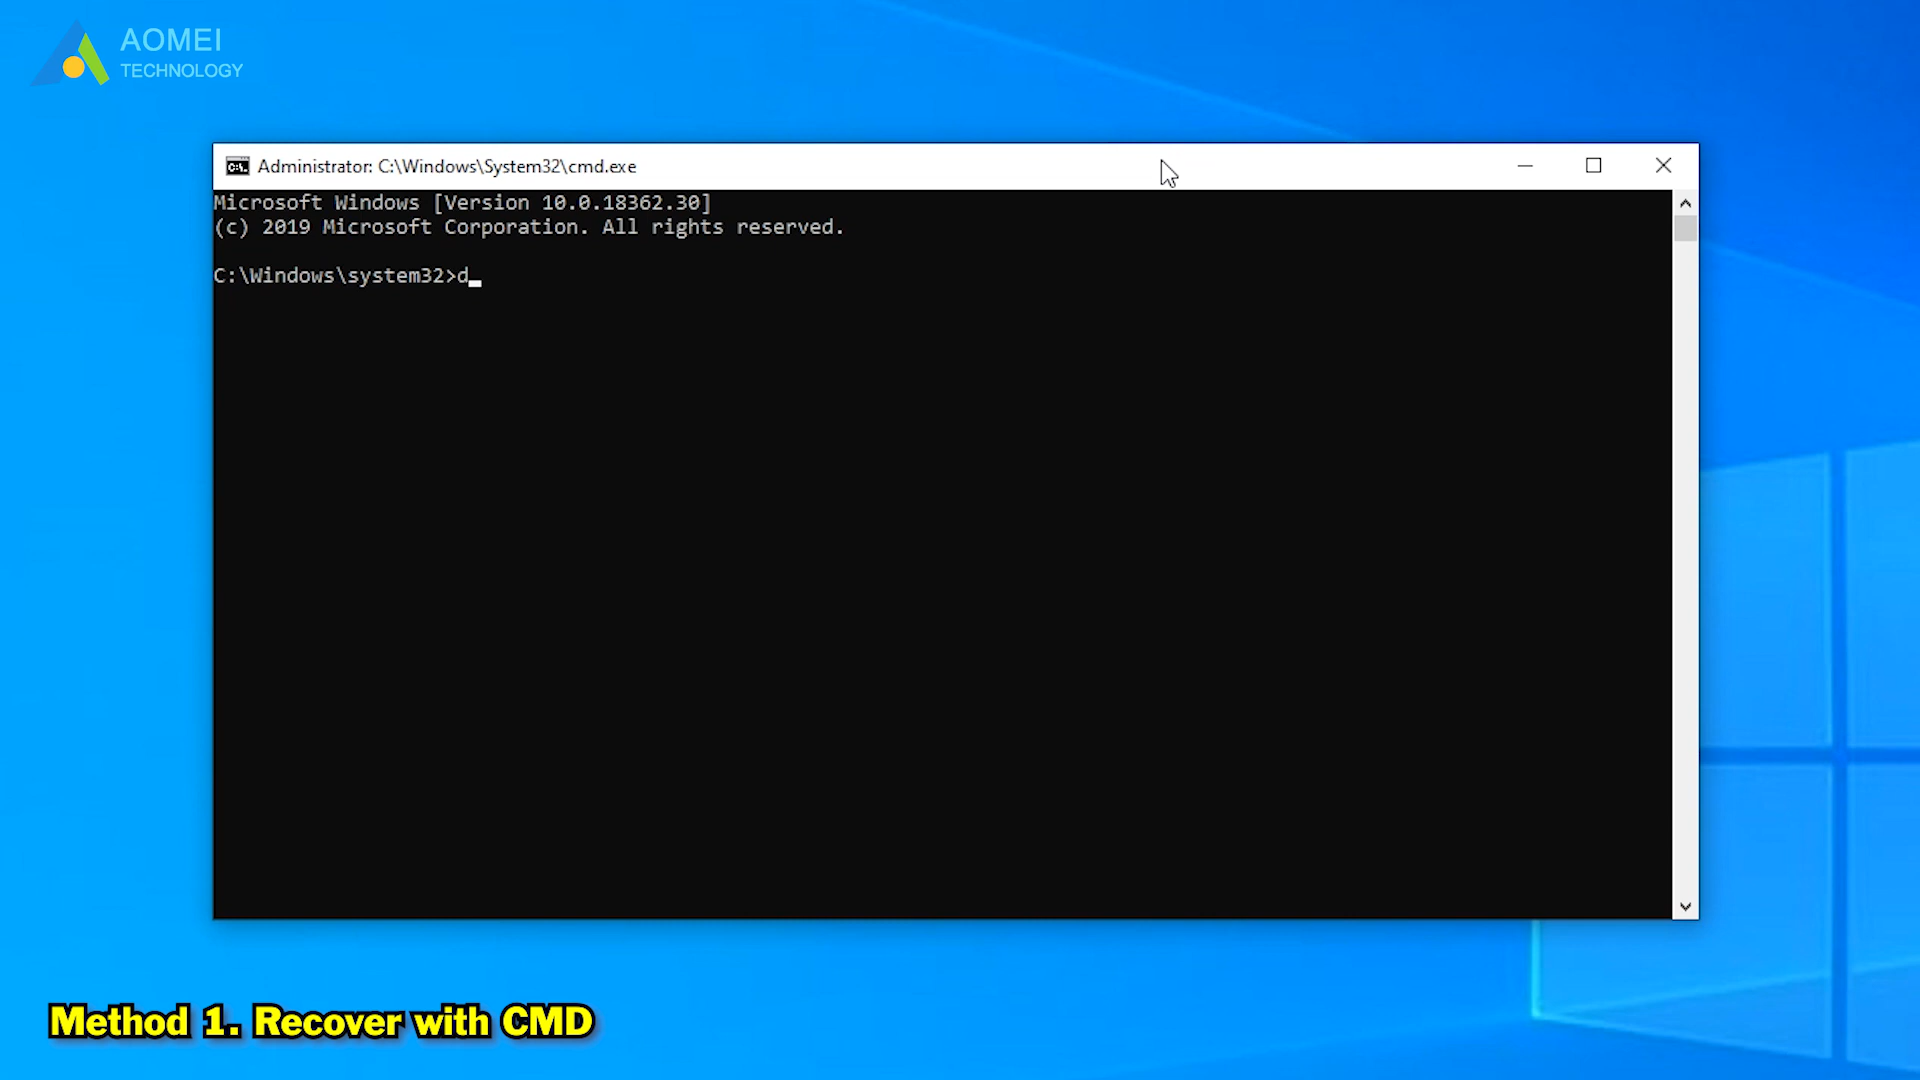 AOMEI
TECHNOLOGY
Administrator: C:\Windows\System32\cmd.exe
Microsoft Windows [Version 10.0.18362.30]
(c) 2019 Microsoft Corporation. All rights reserved.
C:\Windows\system32>d_
Method 1. Recover with CMD